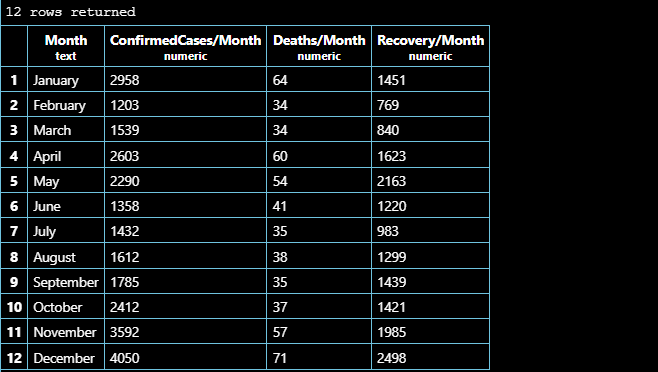 12 rows returned
Month ConfirmedCases/Month Deaths/Month Recovery/Month
text numeric numeric numeric
1 January 2958 64 1451
2 February 1203 34 769
3 March 1539 34 840
4 April 2603 60 1623
5 May 2290 54 2163
6 June 1358 41 1220
7 July 1432 35 983
8 August 1612 38 1299
9 September 1785 35 1439
10 October 2412 37 1421
11 November 3592 57 1985
12 December 4050 71 2498